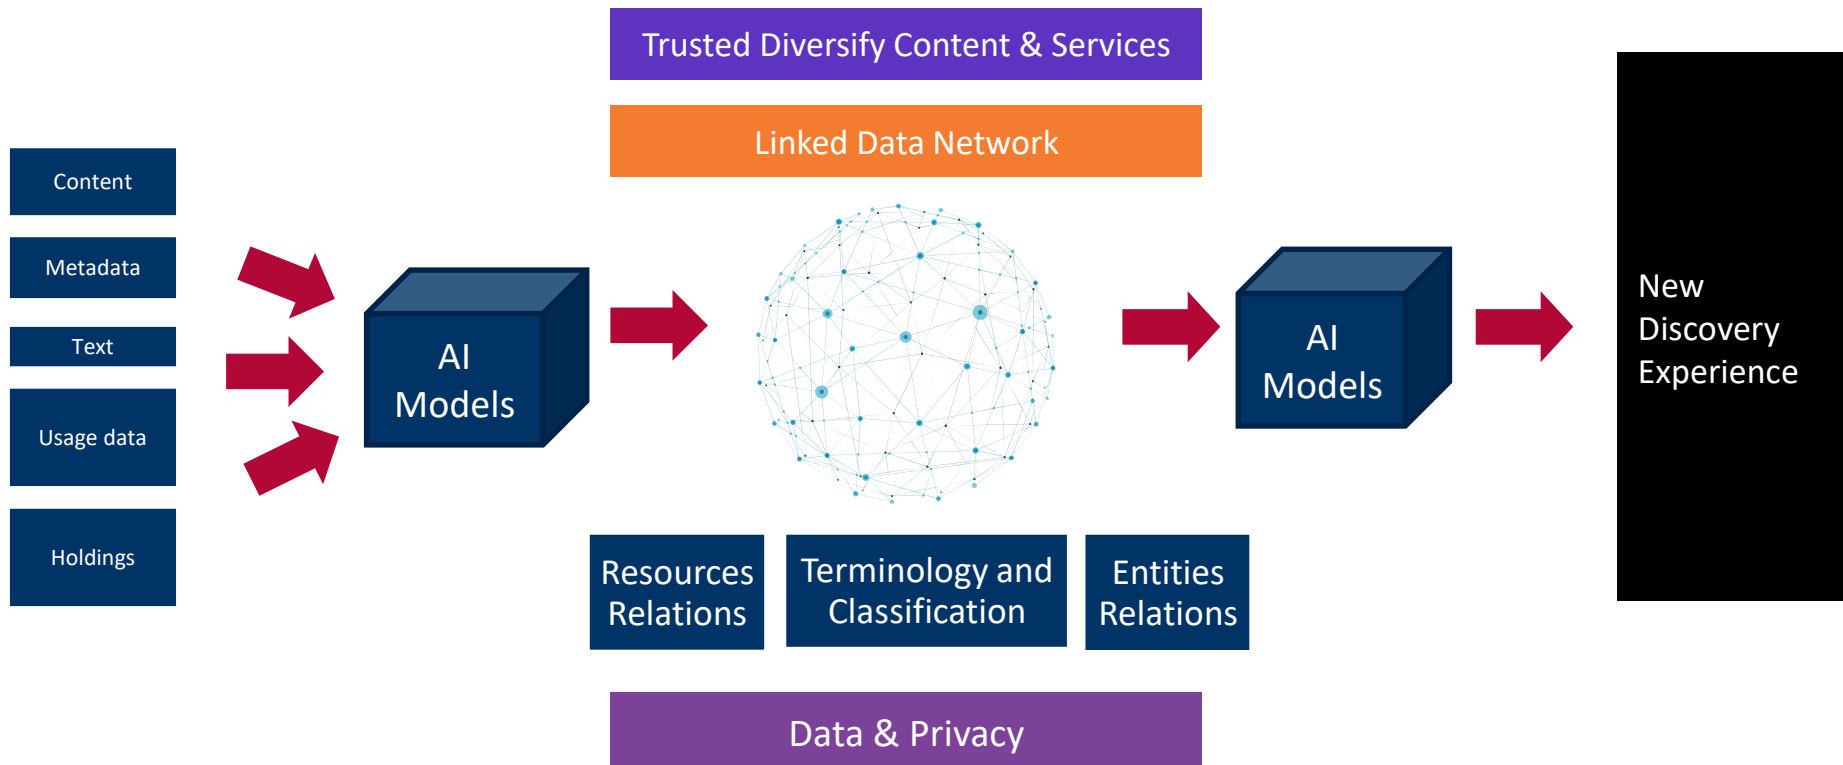 Trusted Diversify Content & Services
Linked Data Network
Content
Metadata
Text
Usage data
Holdings
AI
Models
AI
Models
New
Discovery
Experience
Resources
Relations
Terminology and
Classification
Entities
Relations
Data & Privacy